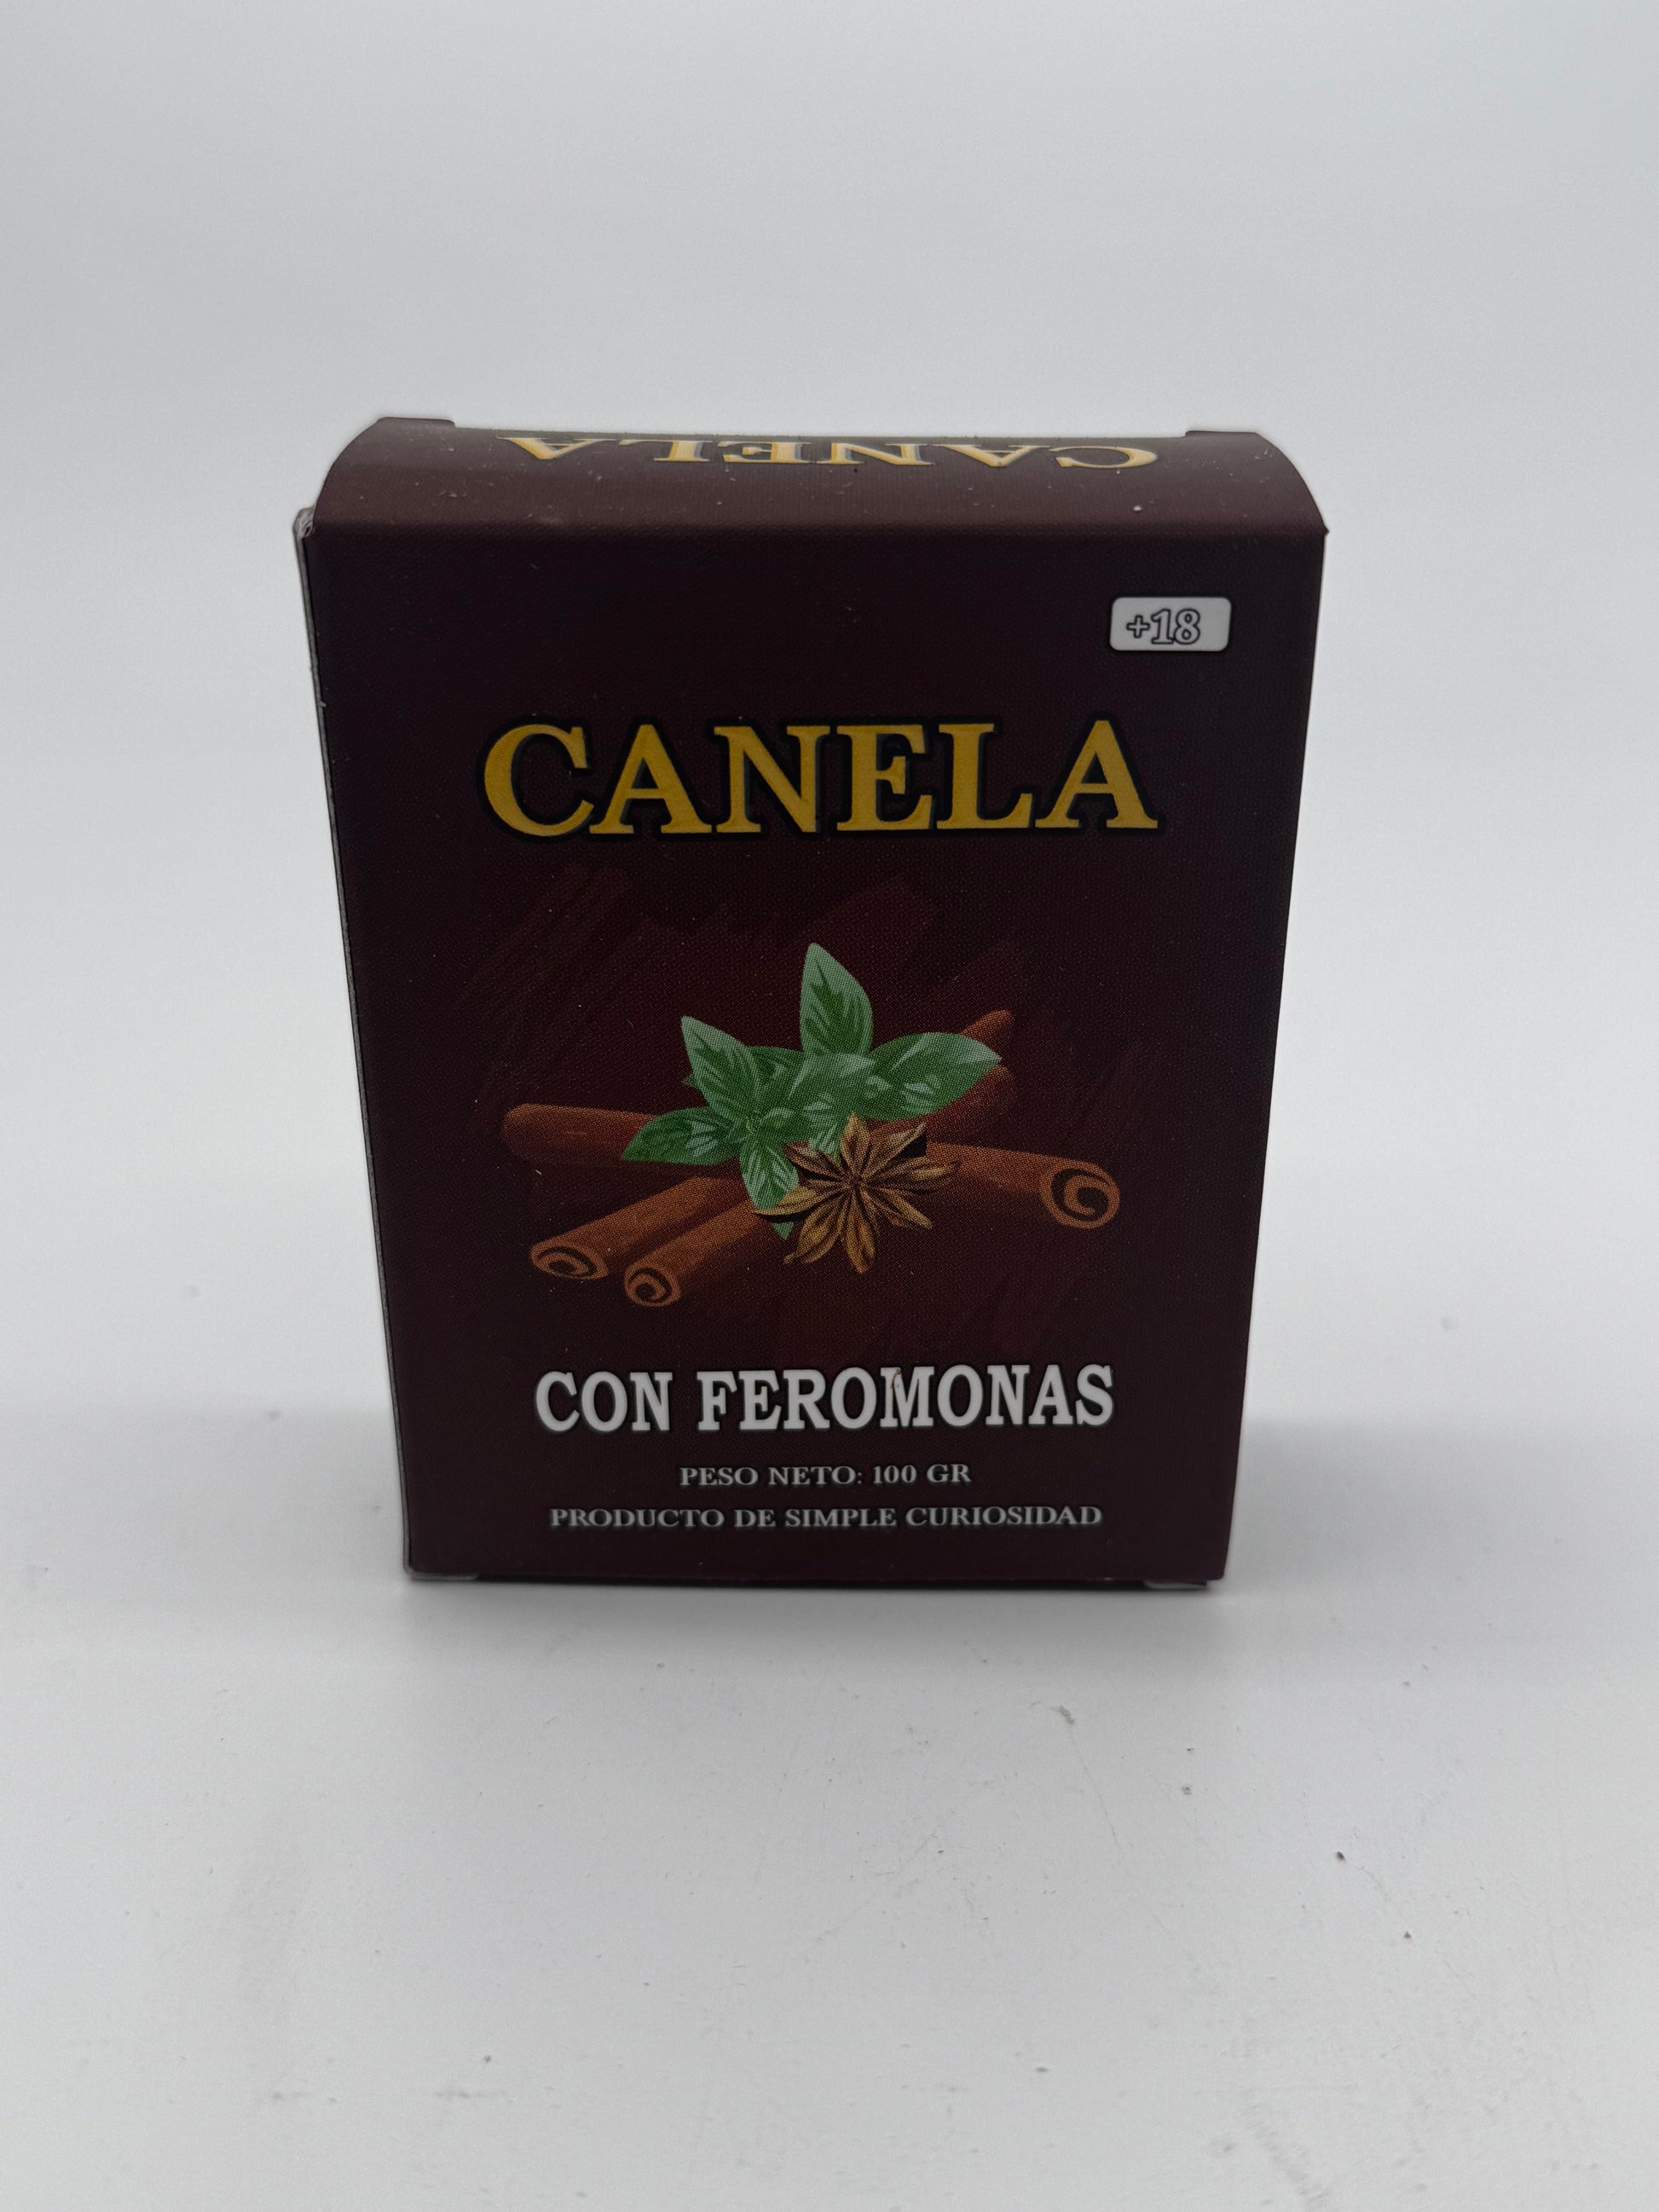 CANELA
+18
CANELA
CON FEROMONAS
PESO NETO: 100 GR
PRODUCTO DE SIMPLE CURIOSIDAD